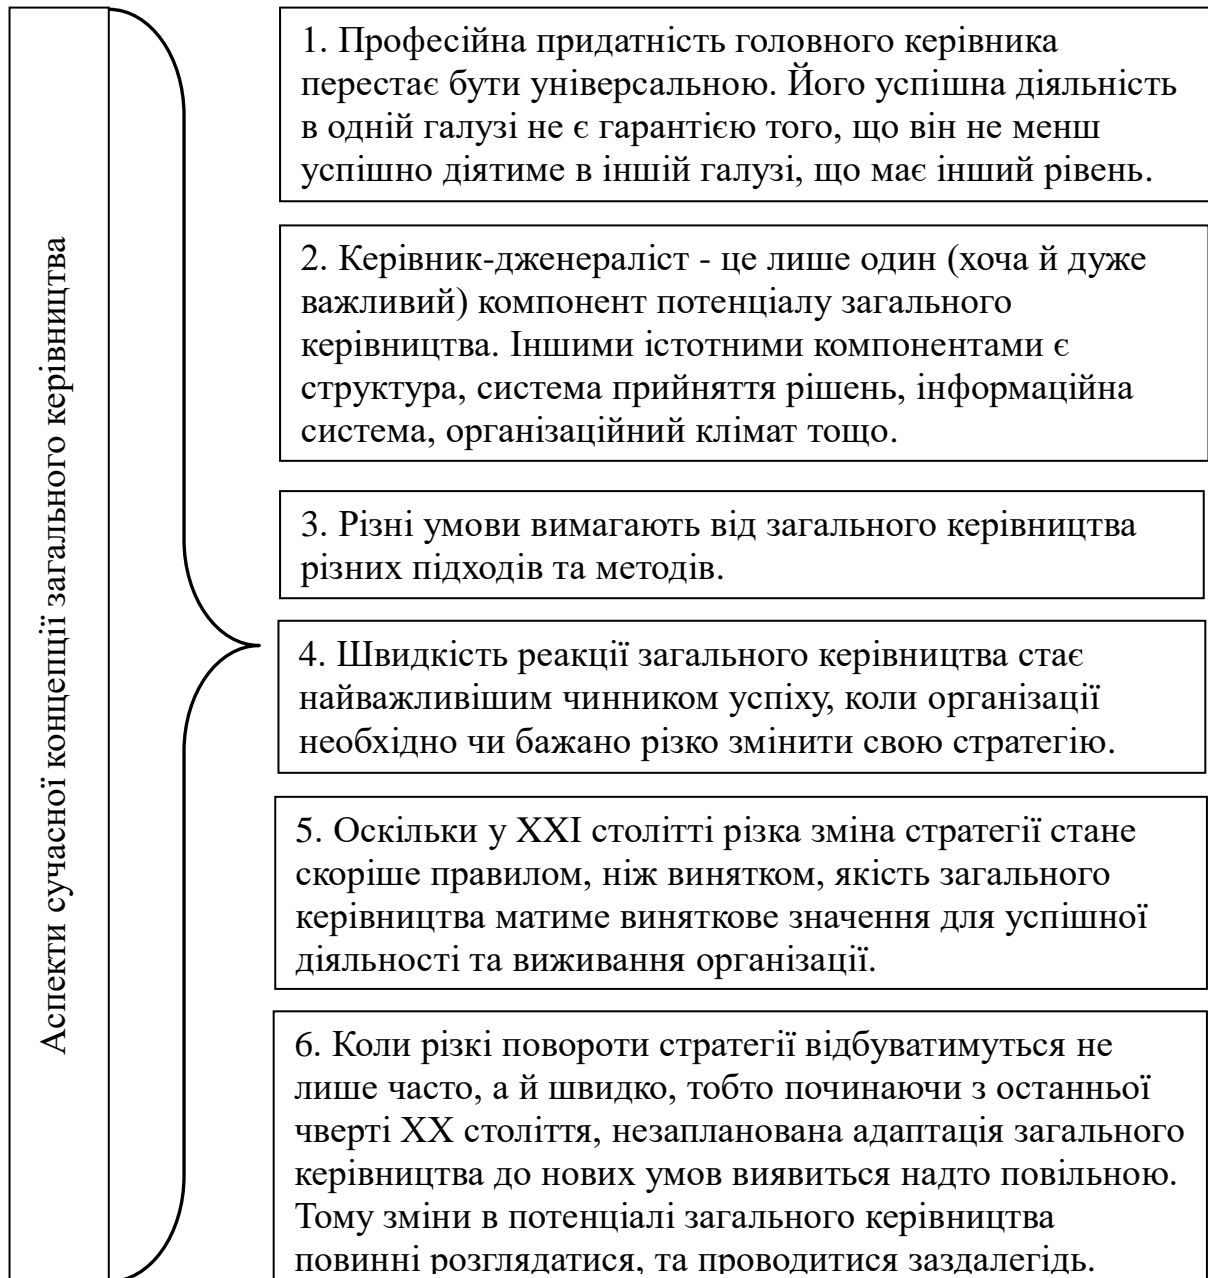 Аспекти сучасної концепції загального керівництва
1. Професійна придатність головного керівника
перестає бути універсальною. Його успішна діяльність
в одній галузі не є гарантією того, що він не менш
успішно діятиме в іншій галузі, що має інший рівень.
2. Керівник-дженераліст - це лише один (хоча й дуже
важливий) компонент потенціалу загального
керівництва. Іншими істотними компонентами є
структура, система прийняття рішень, інформаційна
система, організаційний клімат тощо.
3. Різні умови вимагають від загального керівництва
різних підходів та методів.
4. Швидкість реакції загального керівництва стає
найважливішим чинником успіху, коли організації
необхідно чи бажано різко змінити свою стратегію.
5. Оскільки у XXI столітті різка зміна стратегії стане
скоріше правилом, ніж винятком, якість загального
керівництва матиме виняткове значення для успішної
діяльності та виживання організації.
6. Коли різкі повороти стратегії відбуватимуться не
лише часто, а й швидко, тобто починаючи з останньої
чверті XX століття, незапланована адаптація загального
керівництва до нових умов виявиться надто повільною.
Тому зміни в потенціалі загального керівництва
повинні розглядатися, та проводитися заздалегідь.